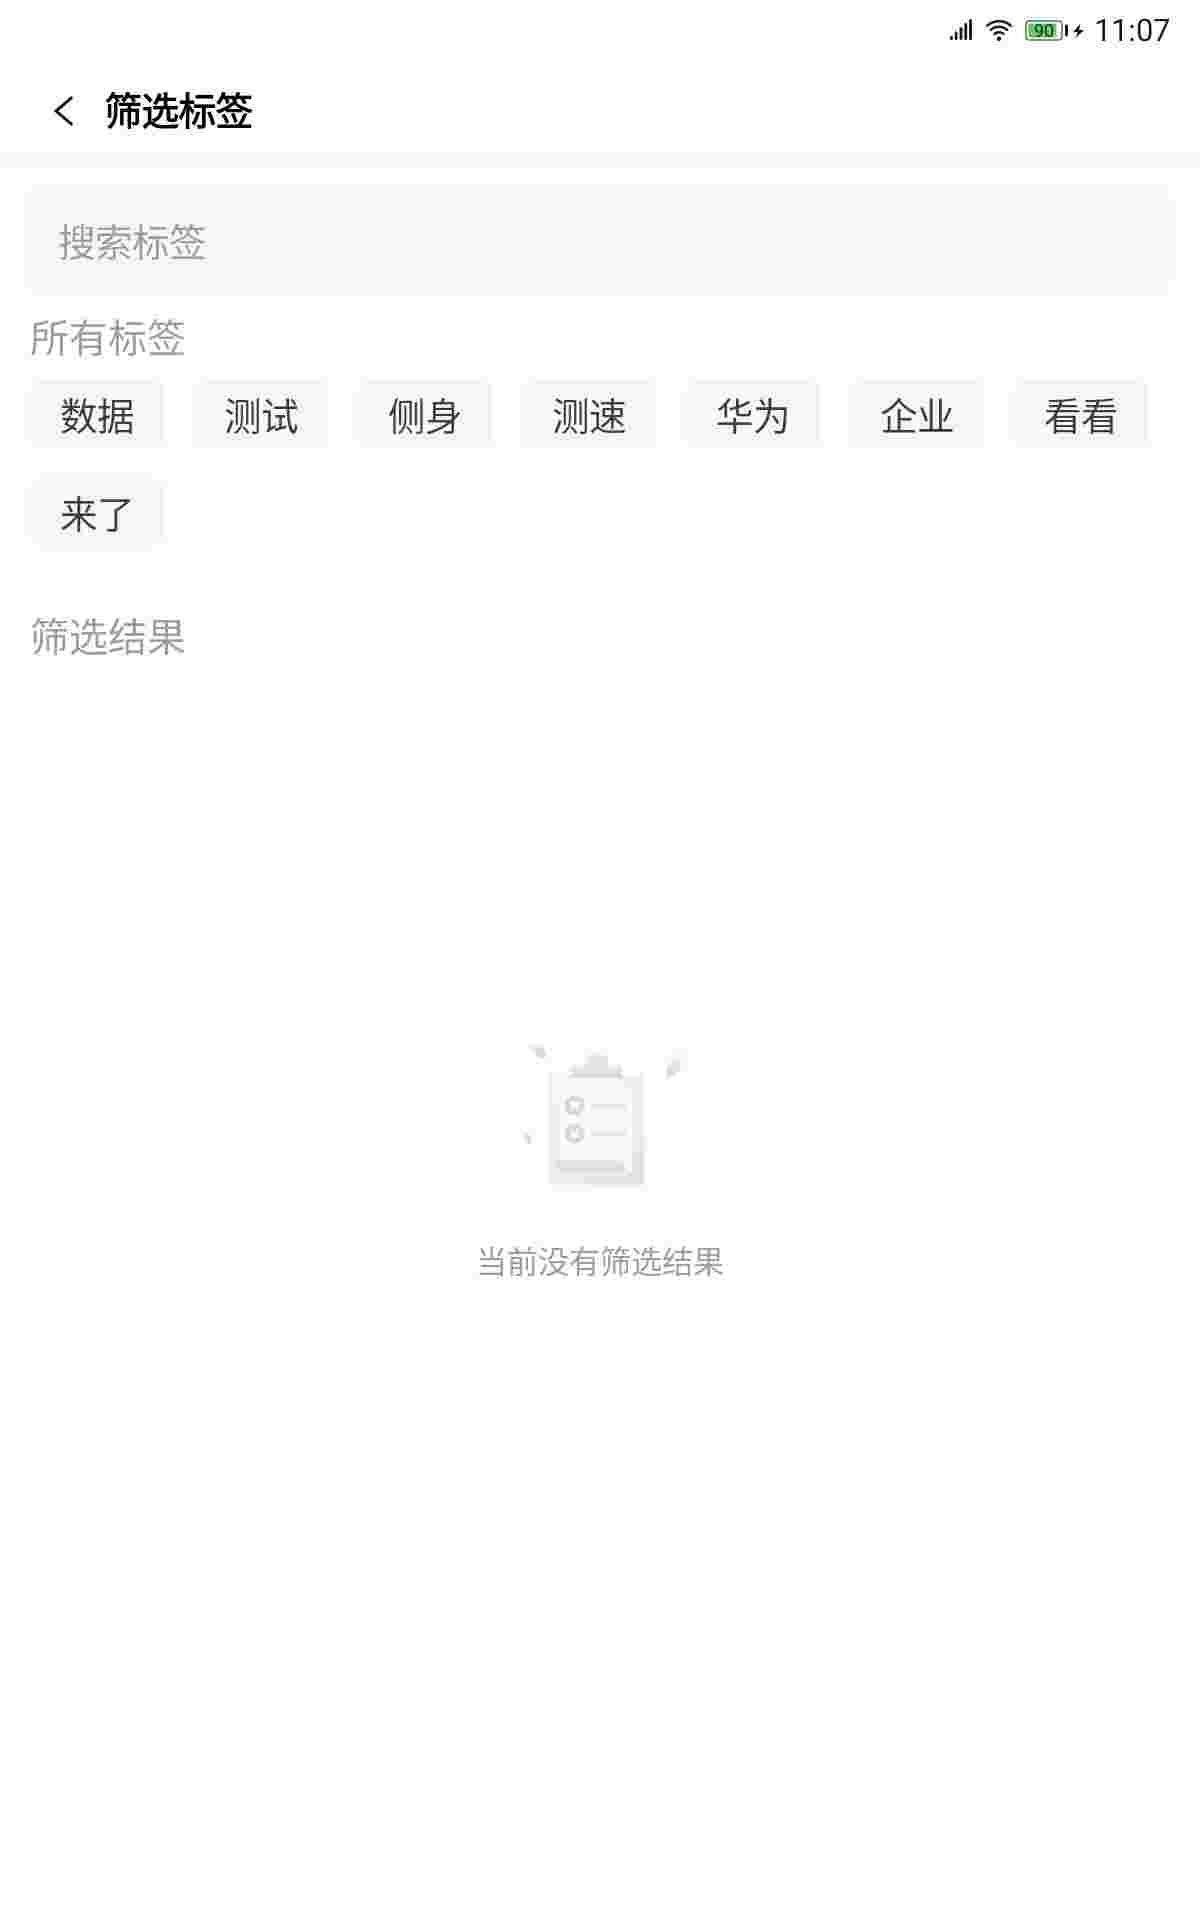 90 11:07
筛选标签
搜索标签
所有标签
数据 测试 侧身 测速 华为 企业 看看
来了
筛选结果
当前没有筛选结果